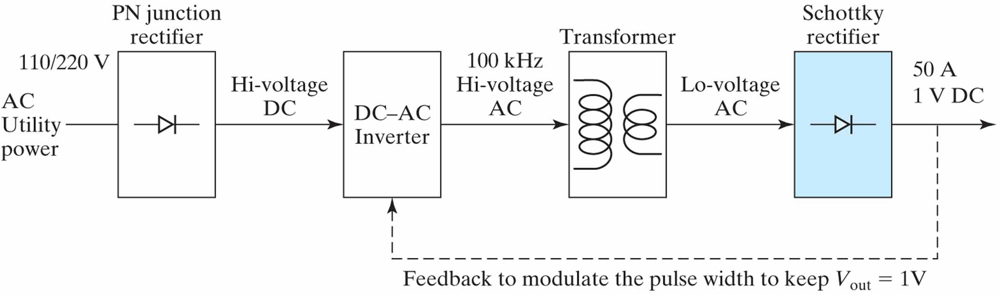 PN junction
rectifier
110/220 V
AC
Utility
power
Hi-voltage
DC
DC–AC
Inverter
100 kHz
Hi-voltage
AC
Transformer
Lo-voltage
AC
Schottky
rectifier
50 A
1 V DC
Feedback to modulate the pulse width to keep Vout = 1V